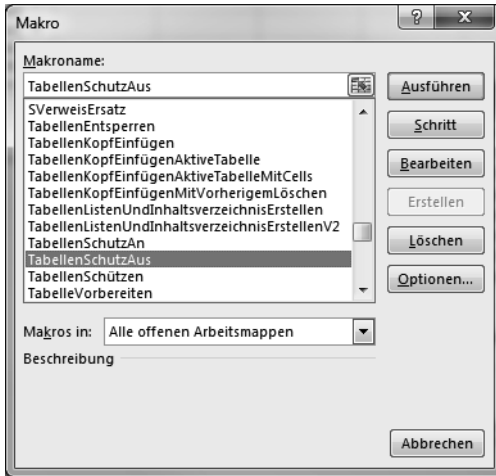 Makro
Makroname:
TabellenSchutzAus
Ausführen
SVerweisErsatz
TabellenEntsperren
TabellenKopfEinfügen
TabellenKopfEinfügenAktiveTabelle
TabellenKopfEinfügenAktiveTabelleMitCells
TabellenKopfEinfügenMitVorherigemLöschen
TabellenListenUndInhaltsverzeichnisErstellen
TabellenListenUndInhaltsverzeichnisErstellenV2
TabellenSchutzAn
TabellenSchutzAus
TabellenSchützen
TabelleVorbereiten
Schritt
Bearbeiten
Erstellen
Löschen
Optionen...
Makros in: Alle offenen Arbeitsmappen
Beschreibung
Abbrechen